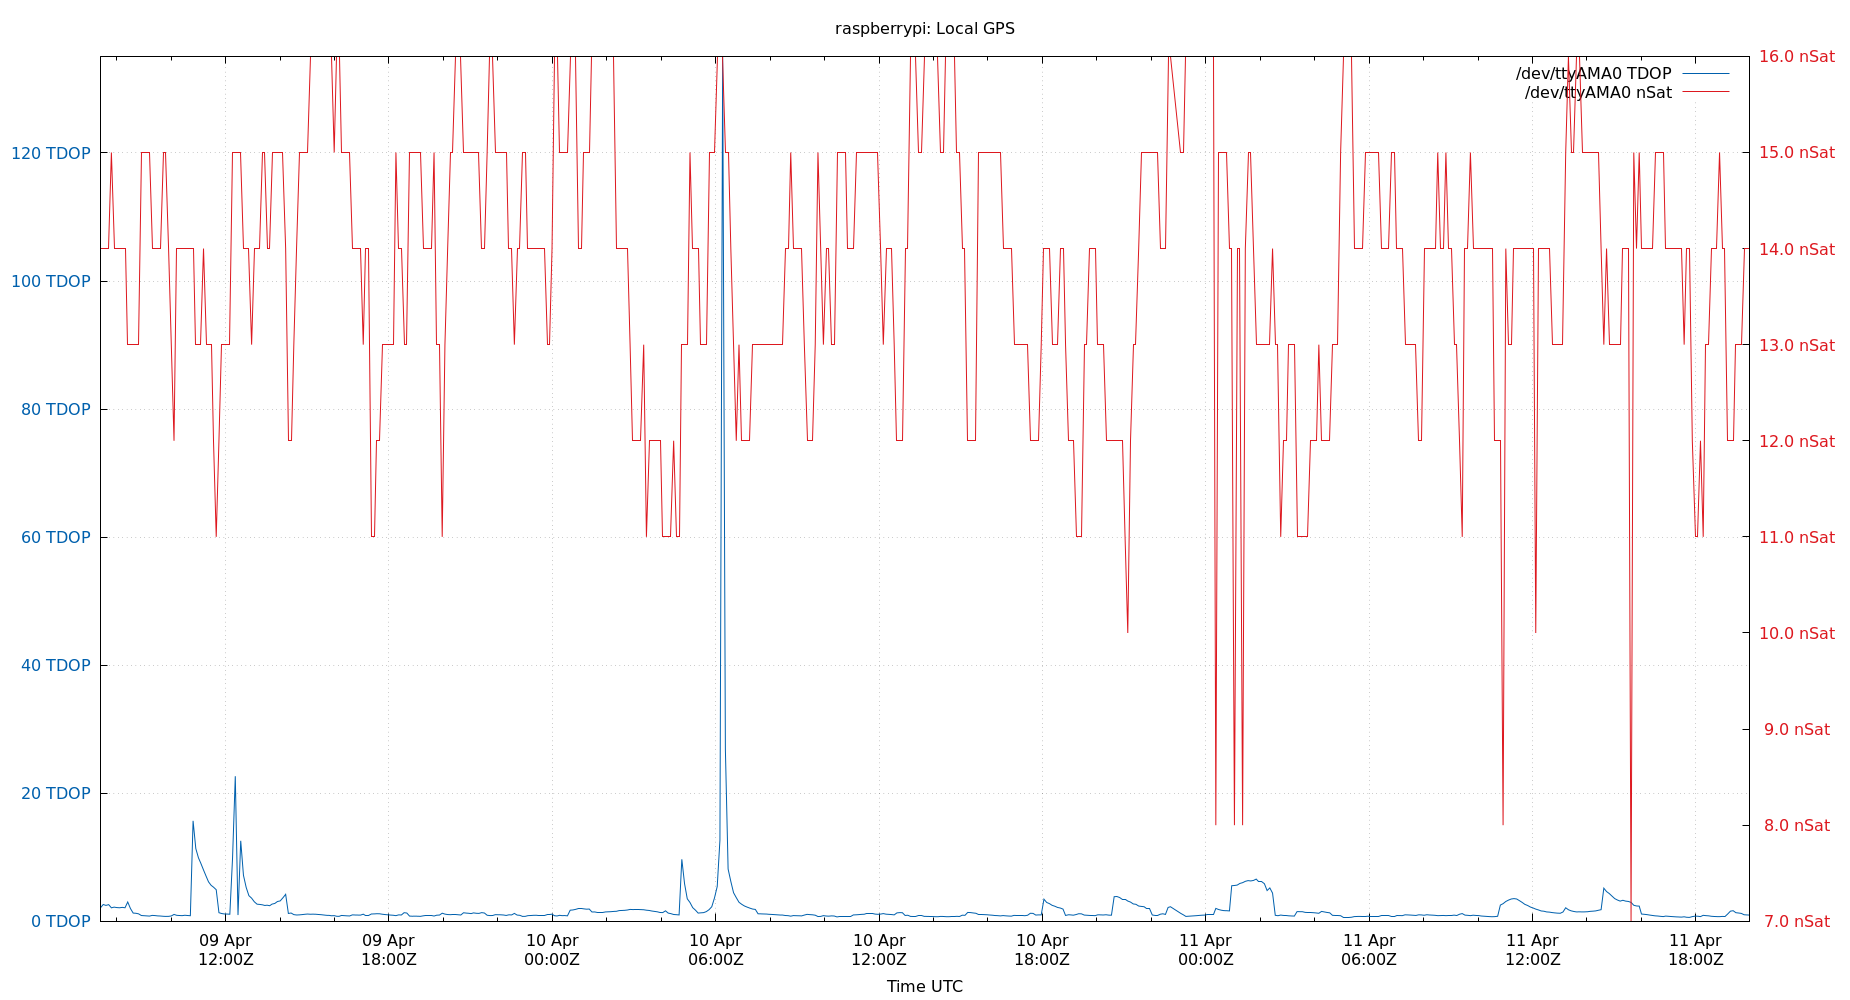 raspberrypi: Local GPS
/dev/ttyAMA0 TDOP
/dev/ttyAMA0 nSat
120 TDOP
100 TDOP
80 TDOP
60 TDOP
40 TDOP
20 TDOP
0 TDOP
16.0 nSat
15.0 nSat
14.0 nSat
13.0 nSat
12.0 nSat
11.0 nSat
10.0 nSat
9.0 nSat
8.0 nSat
7.0 nSat
09 Apr 09 Apr 10 Apr 10 Apr 10 Apr 10 Apr 11 Apr 11 Apr 11 Apr 11 Apr
12:00Z 18:00Z 00:00Z 06:00Z 12:00Z 18:00Z 00:00Z 06:00Z 12:00Z 18:00Z
Time UTC